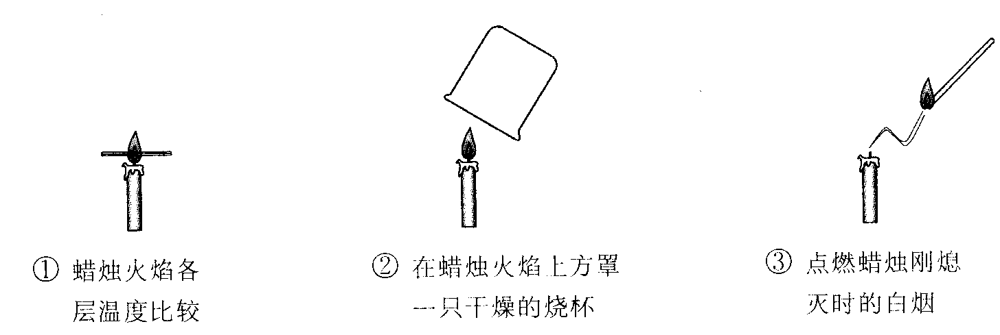 ① 蜡烛火焰各
层温度比较
② 在蜡烛火焰上方罩
一只干燥的烧杯
③ 点燃蜡烛刚熄
灭时的白烟